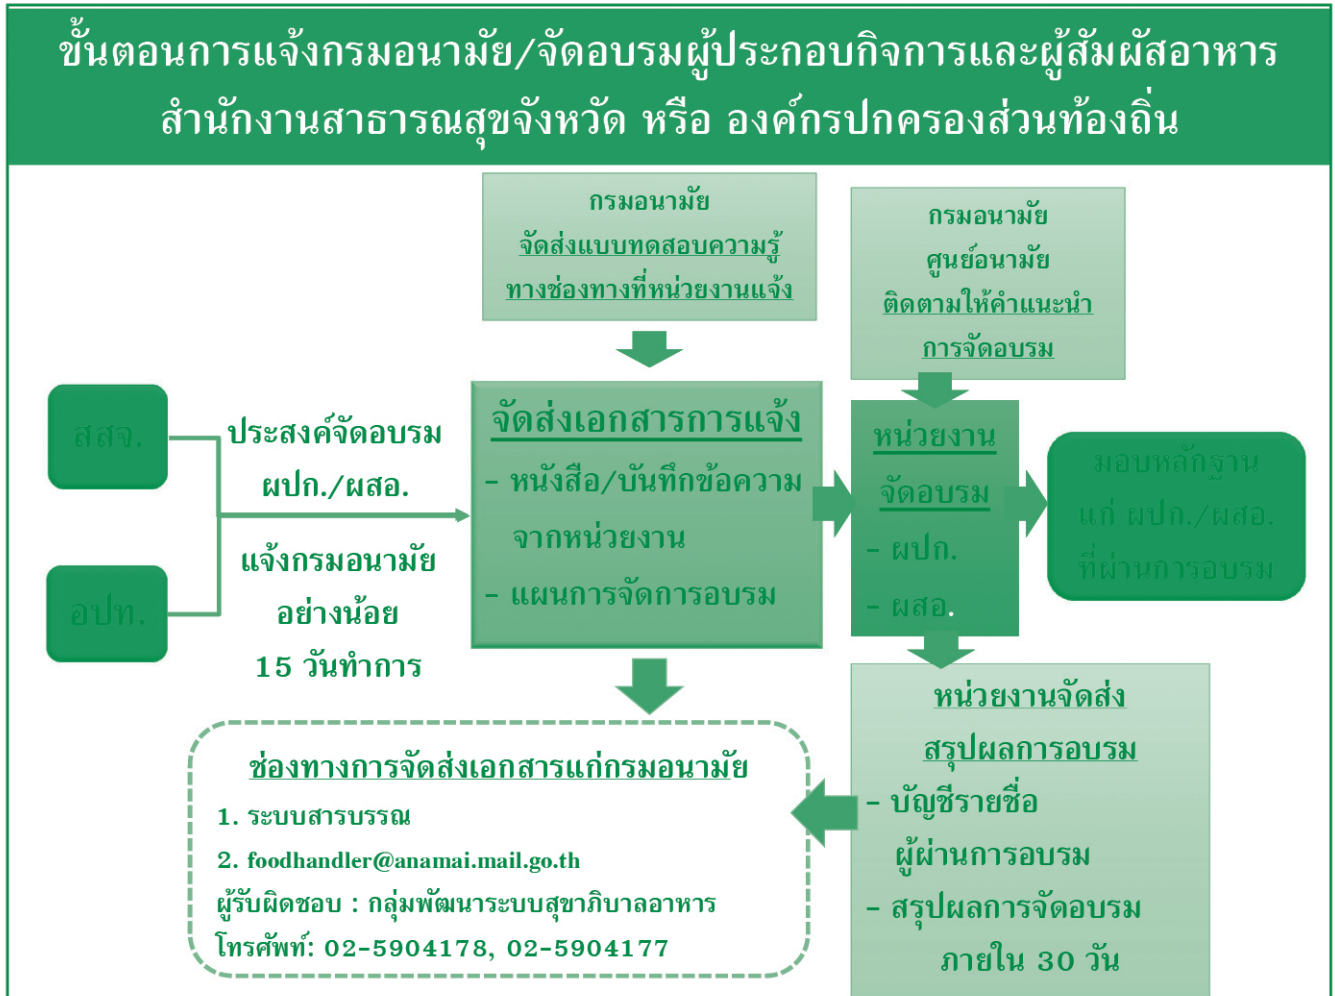 ขั้นตอนการแจ้งกรมอนามัย/จัดอบรมผู้ประกอบกิจการและผู้สัมผัสอาหาร
สำนักงานสาธารณสุขจังหวัด หรือ องค์กรปกครองส่วนท้องถิ่น
กรมอนามัย
จัดส่งแบบทดสอบความรู้
ทางช่องทางที่หน่วยงานแจ้ง
กรมอนามัย
ศูนย์อนามัย
ติดตามให้คำแนะนำ
การจัดอบรม
สสจ.
อปท.
ประสงค์จัดอบรม
ผปก./ผสอ.
แจ้งกรมอนามัย
อย่างน้อย
15 วันทำการ
จัดส่งเอกสารการแจ้ง
- หนังสือ/บันทึกข้อความ
จากหน่วยงาน
- แผนการจัดการอบรม
หน่วยงาน
จัดอบรม
- ผปก.
- ผสอ.
มอบหลักฐาน
แก่ ผปก./ผสอ.
ที่ผ่านการอบรม
หน่วยงานจัดส่ง
สรุปผลการอบรม
- บัญชีรายชื่อ
ผู้ผ่านการอบรม
- สรุปผลการจัดอบรม
ภายใน 30 วัน
ช่องทางการจัดส่งเอกสารแก่กรมอนามัย
1. ระบบสารบรรณ
2. foodhandler@anamai.mail.go.th
ผู้รับผิดชอบ : กลุ่มพัฒนาระบบสุขาภิบาลอาหาร
โทรศัพท์: 02-5904178, 02-5904177